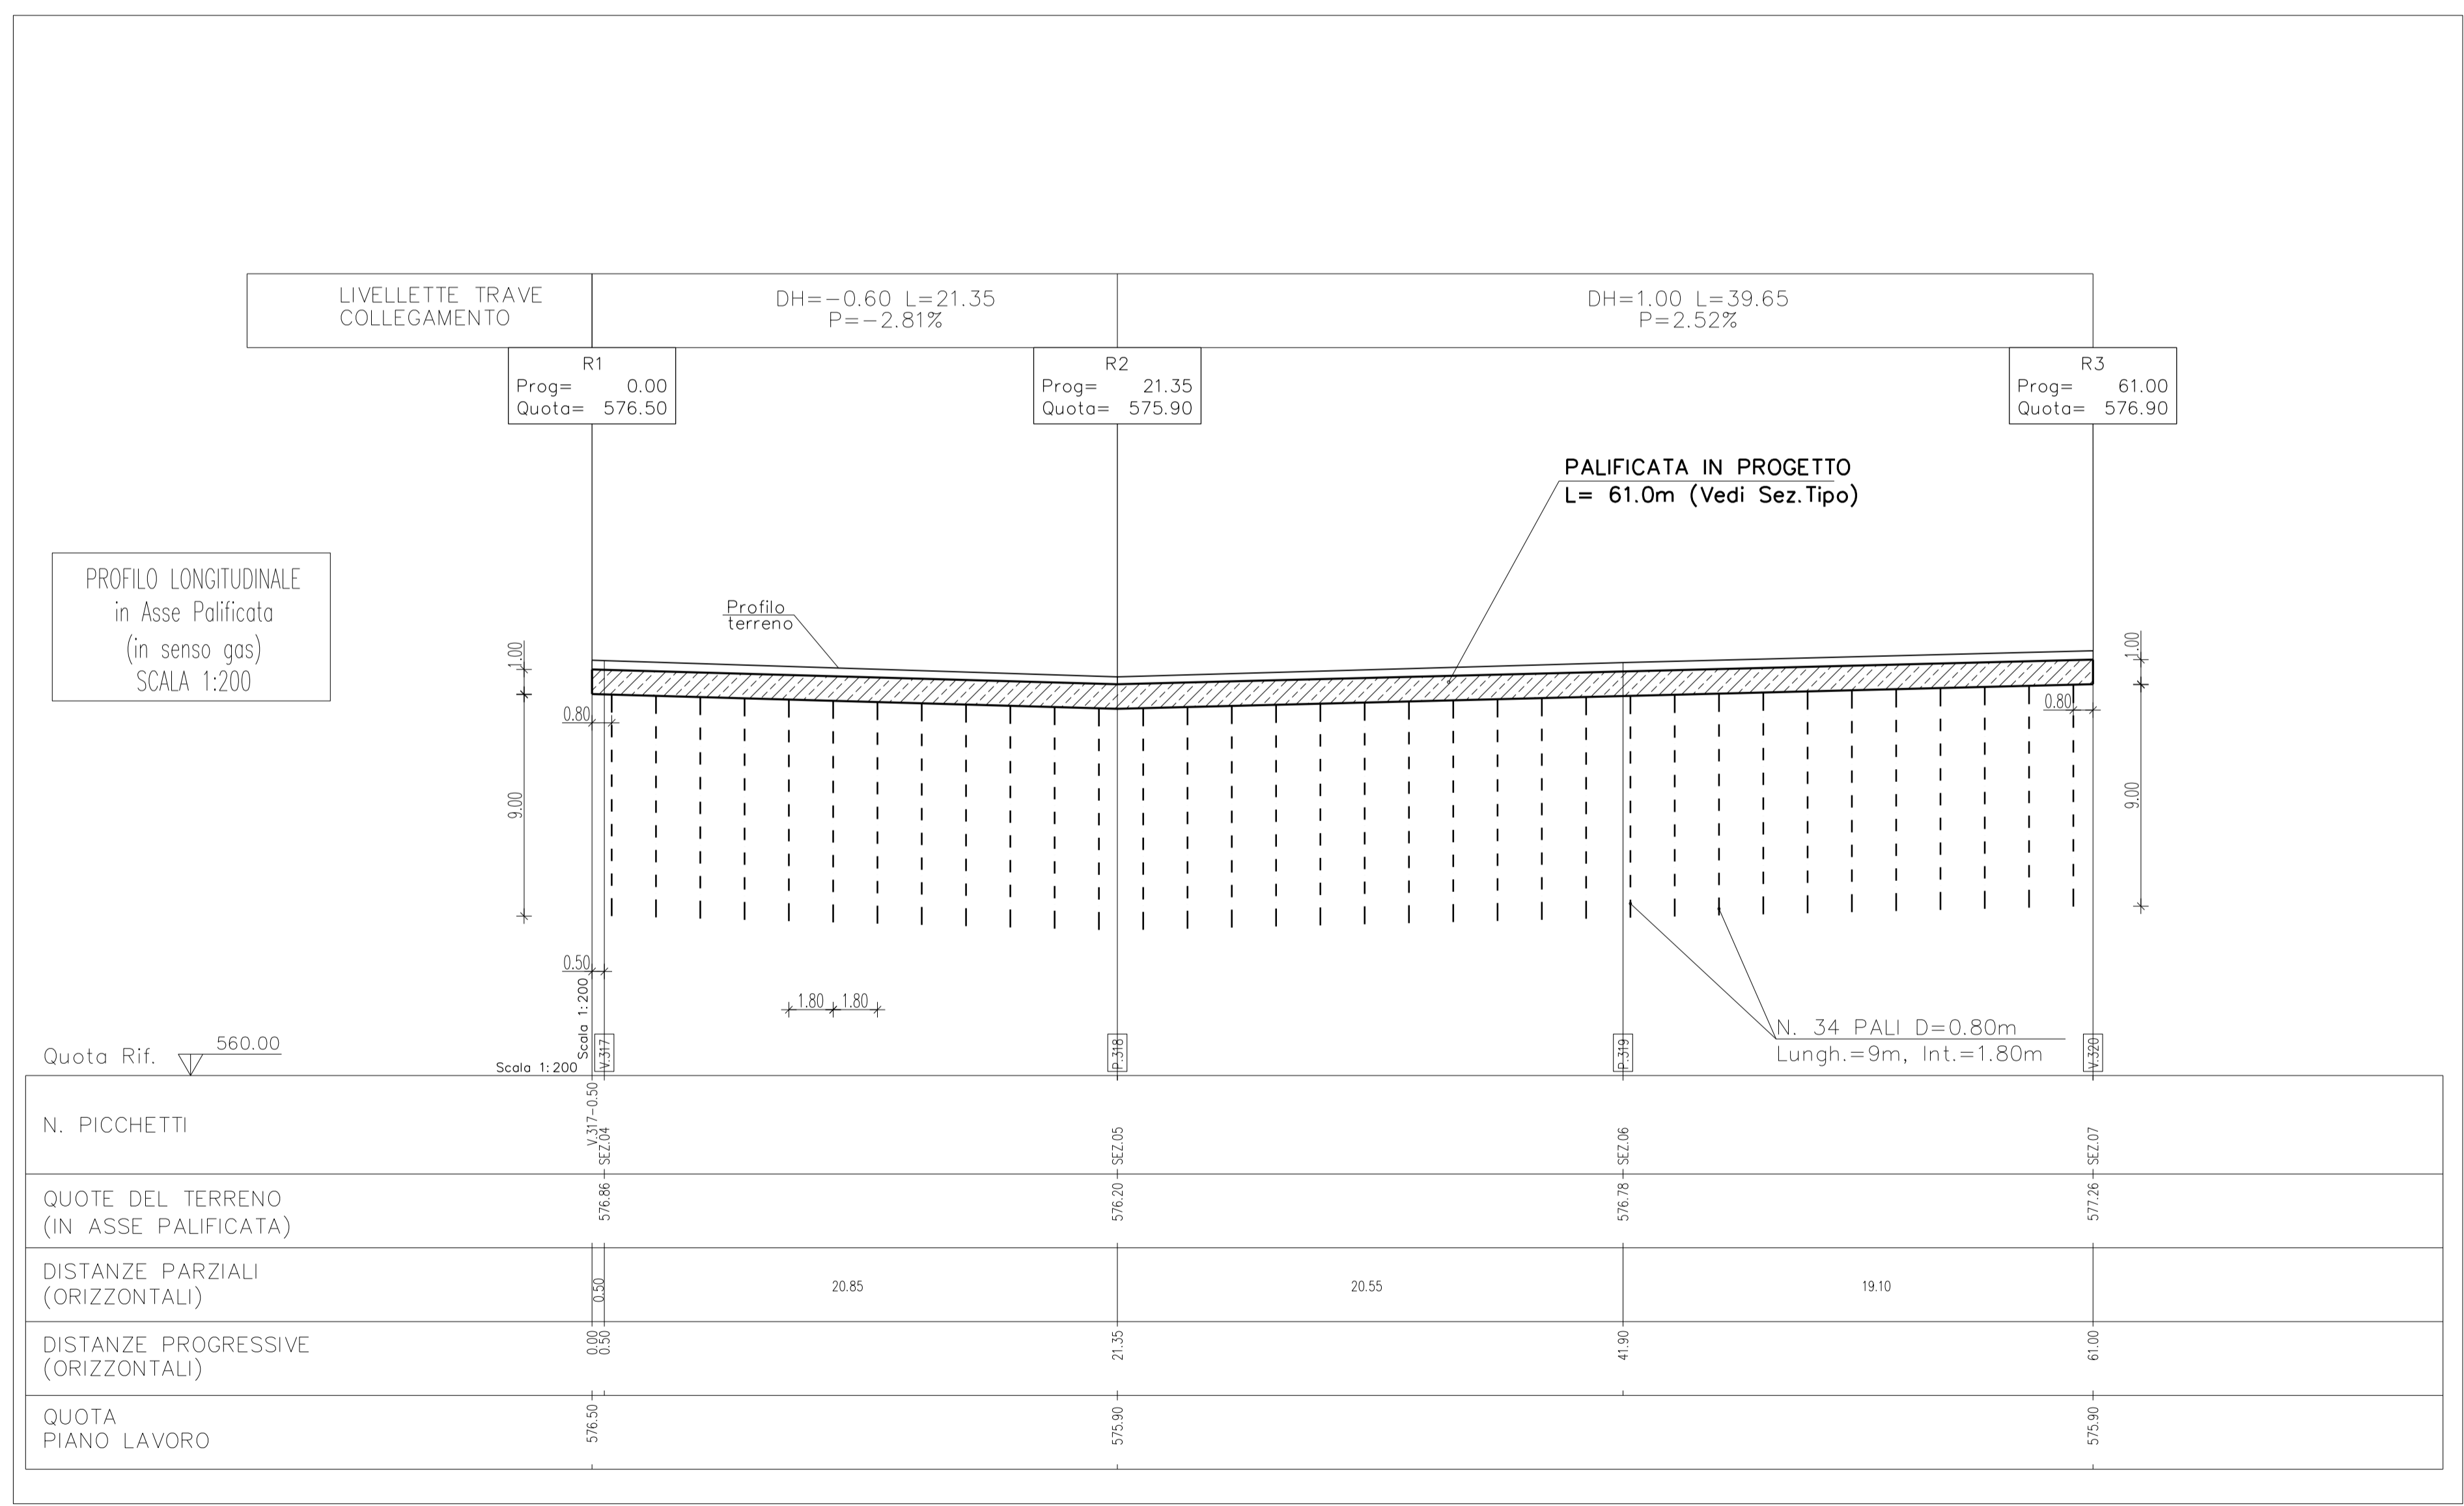 LIVELLETTE TRAVE
COLLEGAMENTO
DH=-0.60 L=21.35
P=-2.81%
DH=1.00 L=39.65
P=2.52%
R1
Prog= 0.00
Quota= 576.50
R2
Prog= 21.35
Quota= 575.90
R3
Prog= 61.00
Quota= 576.90
PALIFICATA IN PROGETTO
L= 61.0m (Vedi Sez.Tipo)
PROFILO LONGITUDINALE
in Asse Palificata
(in senso gas)
SCALA 1:200
Profilo
terreno
1.00
1.00
0.80
0.80
9.00
9.00
0.50
1.80 1.80
Scala 1:200
Scala 1:200
V.317
P.318
P.319
V.320
N. 34 PALI D=0.80m
Lungh.=9m, Int.=1.80m
Quota Rif. 560.00
N. PICCHETTI
V.317-0.50
SEZ.04
SEZ.05
SEZ.06
SEZ.07
QUOTE DEL TERRENO
(IN ASSE PALIFICATA)
576.86
576.20
576.78
577.26
DISTANZE PARZIALI
(ORIZZONTALI)
0.50
20.85
20.55
19.10
DISTANZE PROGRESSIVE
(ORIZZONTALI)
0.00
0.50
21.35
41.90
61.00
QUOTA
PIANO LAVORO
576.50
575.90
575.90